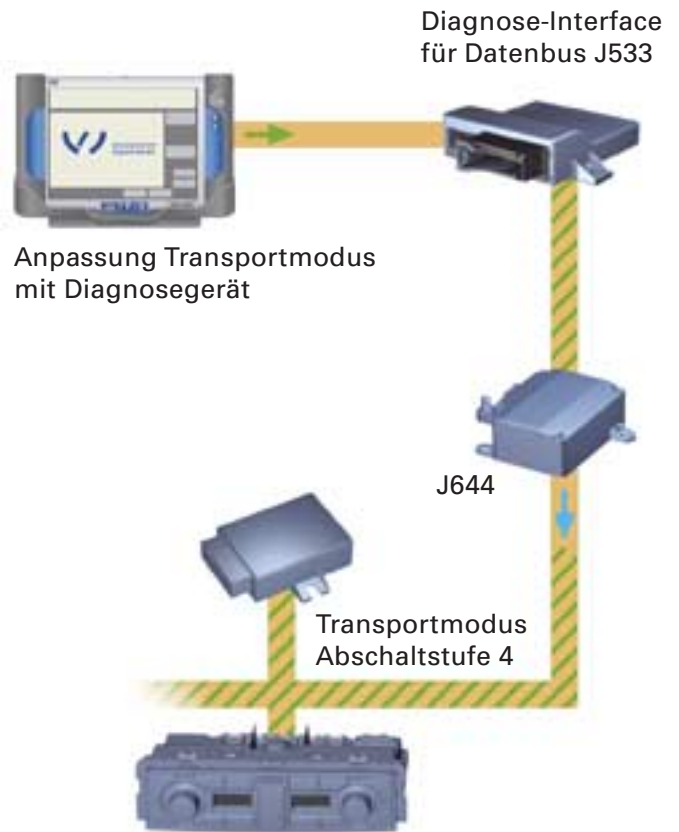 Diagnose-Interface
für Datenbus J533
Anpassung Transportmodus
mit Diagnosegerät
J644
Transportmodus
Abschaltstufe 4